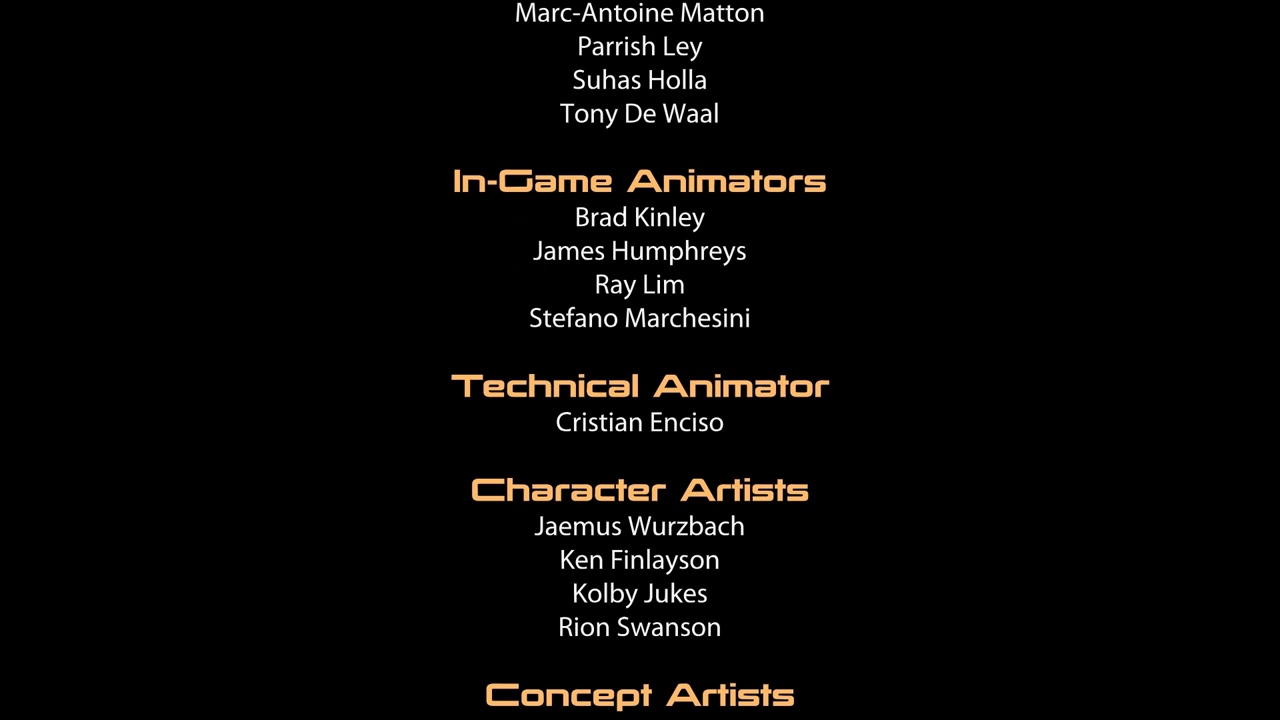 Marc-Antoine Matton
Parrish Ley
Suhas Holla
Tony De Waal
In-Game Animators
Brad Kinley
James Humphreys
Ray Lim
Stefano Marchesini
Technical Animator
Cristian Enciso
Character Artists
Jaemus Wurzbach
Ken Finlayson
Kolby Jukes
Rion Swanson
Concept Artists